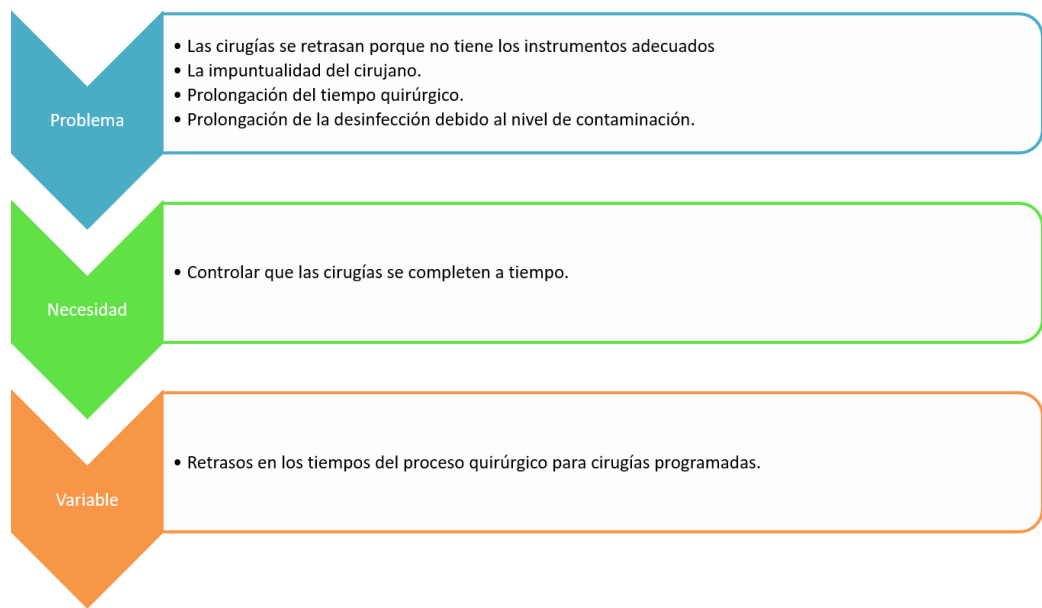 Problema
• Las cirugías se retrasan porque no tiene los instrumentos adecuados
• La impuntualidad del cirujano.
• Prolongación del tiempo quirúrgico.
• Prolongación de la desinfección debido al nivel de contaminación.
Necesidad
• Controlar que las cirugías se completen a tiempo.
Variable
• Retrasos en los tiempos del proceso quirúrgico para cirugías programadas.